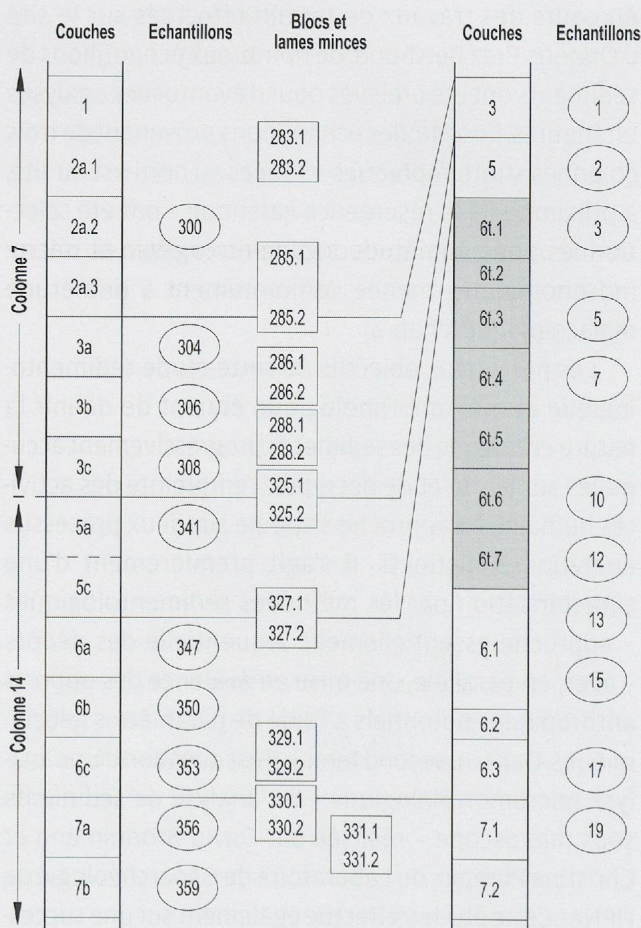 Couches Echantillons Blocs et lames minces Couches Echantillons
Colonne 7
1
2a.1
2a.2 300
2a.3
3a 304
3b 306
3c 308
Colonne 14
5a 341
5c
6a 347
6b 350
6c 353
7a 356
7b 359
283.1
283.2
285.1
285.2
286.1
286.2
288.1
288.2
325.1
325.2
327.1
327.2
329.1
329.2
330.1
330.2
331.1
331.2
3 1
5 2
6t.1 3
6t.2
6t.3 5
6t.4 7
6t.5
6t.6 10
6t.7 12
13
6.1
15
6.2
6.3 17
7.1 19
7.2